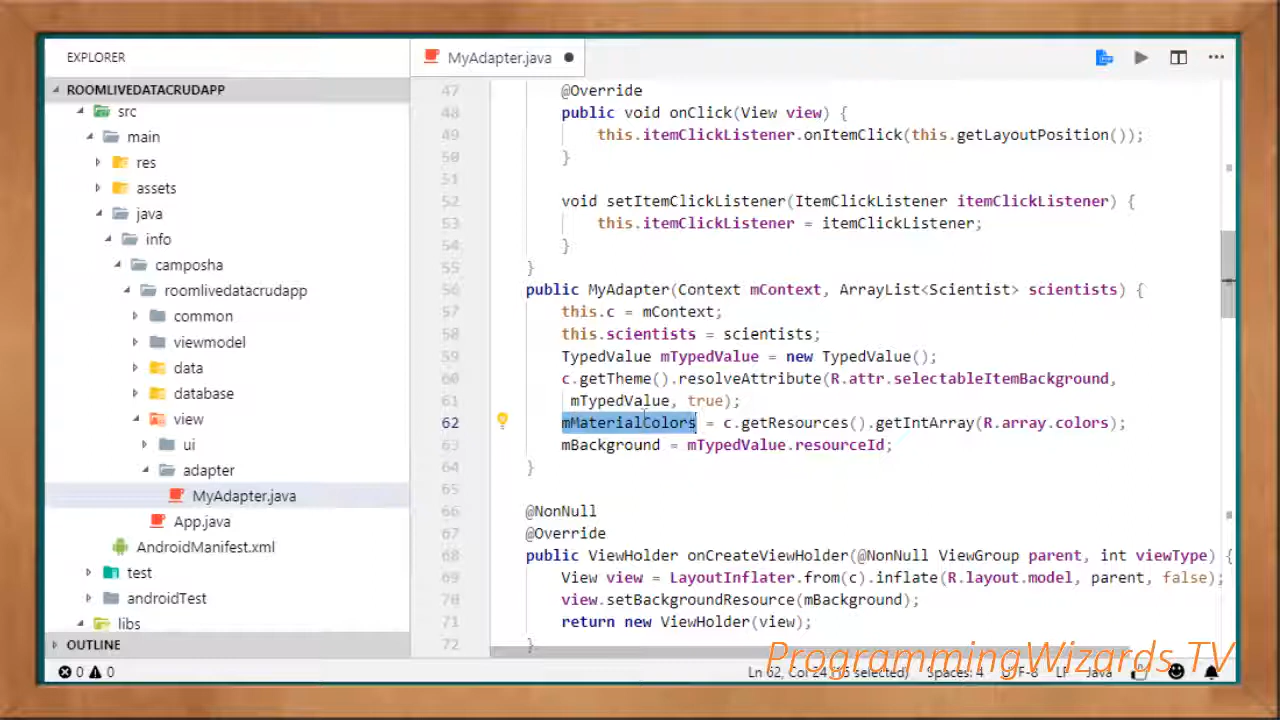 EXPLORER
MyAdapter.java
ROOMLIVEDATACRUDAPP
src
main
res
assets
java
info
camposha
roomlivedatacrudapp
common
viewmodel
data
database
view
ui
adapter
MyAdapter.java
App.java
AndroidManifest.xml
test
androidTest
libs
OUTLINE
0 0
47 @Override
48 public void onClick(View view) {
49 this.itemClickListener.onItemClick(this.getLayoutPosition());
50 }
51
52 void setItemClickListener(ItemClickListener itemClickListener) {
53 this.itemClickListener = itemClickListener;
54 }
55 }
56 public MyAdapter(Context mContext, ArrayList<Scientist> scientists) {
57 this.c = mContext;
58 this.scientists = scientists;
59 TypedValue mTypedValue = new TypedValue();
60 c.getTheme().resolveAttribute(R.attr.selectableItemBackground,
61 mTypedValue, true);
62 mMaterialColors = c.getResources().getIntArray(R.array.colors);
63 mBackground = mTypedValue.resourceId;
64 }
65
66 @NonNull
67 @Override
68 public ViewHolder onCreateViewHolder(@NonNull ViewGroup parent, int viewType) {
69 View view = LayoutInflater.from(c).inflate(R.layout.model, parent, false);
70 view.setBackgroundResource(mBackground);
71 return new ViewHolder(view);
72 }
ProgrammingWizards TV
Ln 62, Col 24 (15 selected) Spaces: 4 UTF-8 LF Java